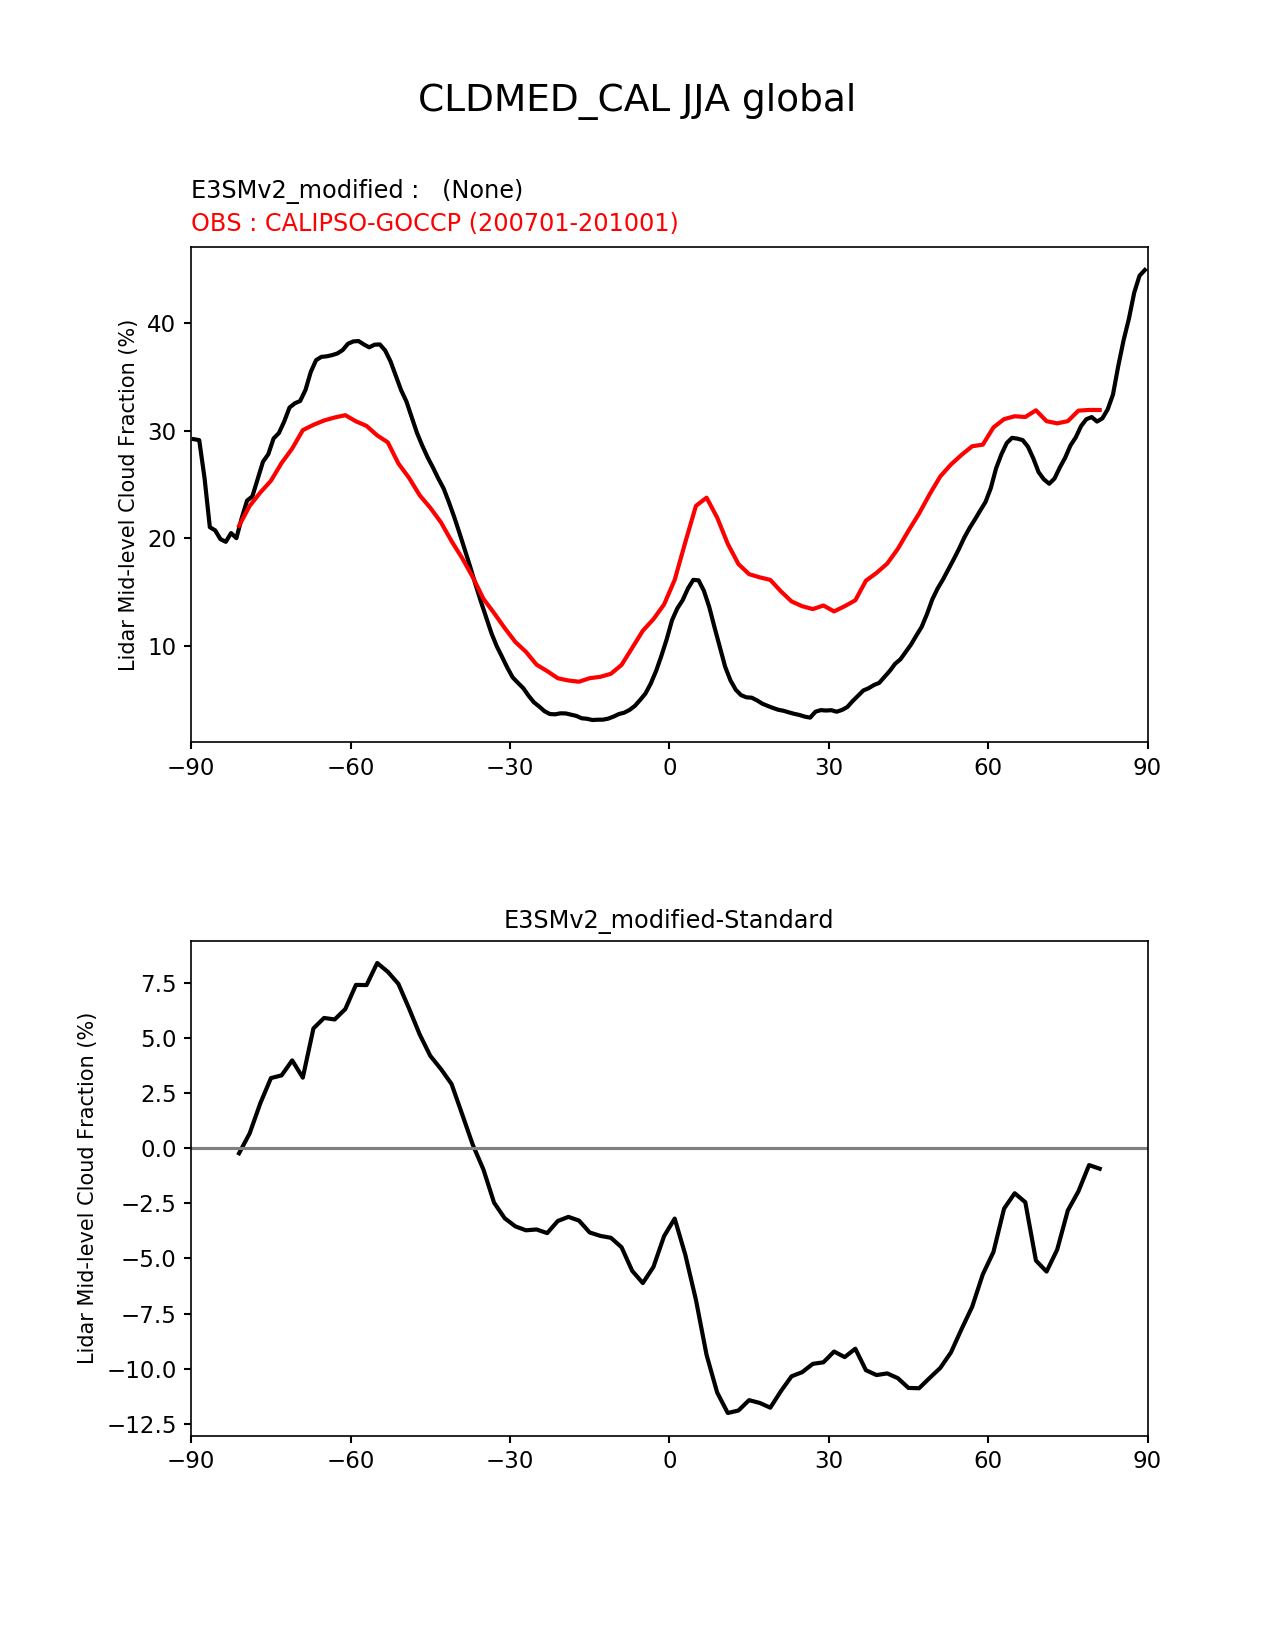 CLDMED_CAL JJA global
E3SMv2_modified :   (None)
OBS : CALIPSO-GOCCP (200701-201001)
Lidar Mid-level Cloud Fraction (%)
40
30
20
10
−90 −60 −30 0 30 60 90
E3SMv2_modified-Standard
Lidar Mid-level Cloud Fraction (%)
7.5
5.0
2.5
0.0
−2.5
−5.0
−7.5
−10.0
−12.5
−90 −60 −30 0 30 60 90